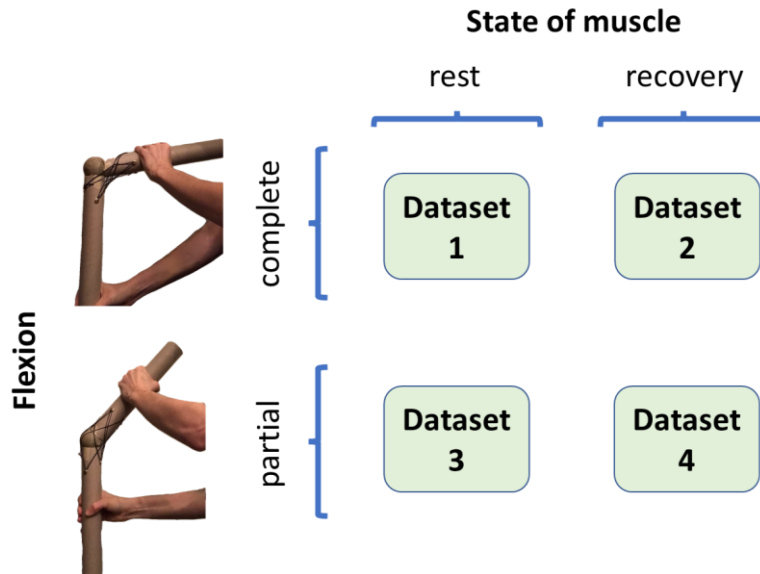 State of muscle
rest
recovery
Flexion
complete
Dataset
1
Dataset
2
partial
Dataset
3
Dataset
4